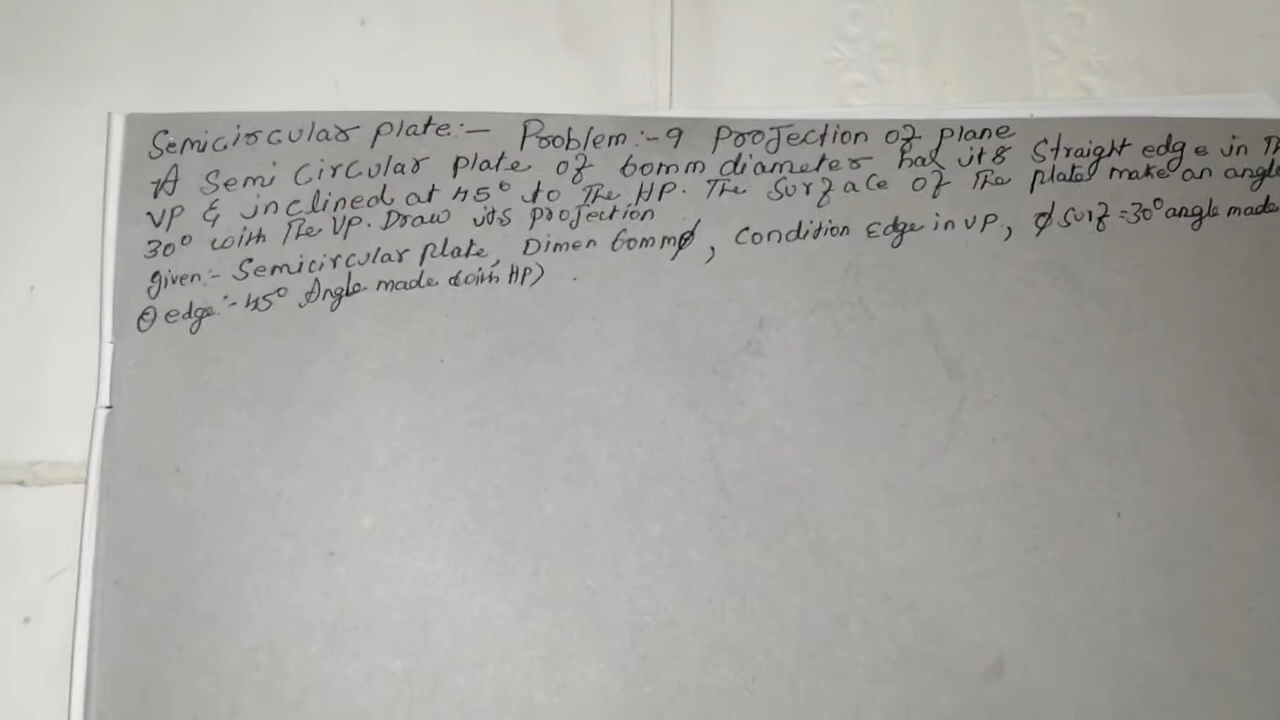 Semicircular plate:- Problem:-9 Projection of plane
A Semi Circular plate of 60mm diameter has its Straight edge in Th
VP & inclined at 45° to The HP. The Surface of The plate make an angle
30° with The VP. Draw its projection
given:- Semicircular Plate, Dimen 60mmϕ, Condition Edge in VP, ϕ Surf = 30° angle made
θ edge:- 45° Angle made with HP)